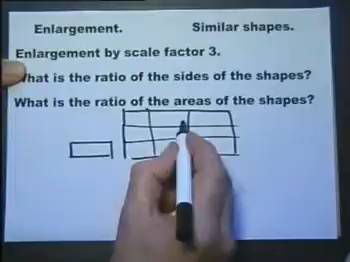 Enlargement. Similar shapes.
Enlargement by scale factor 3.
hat is the ratio of the sides of the shapes?
What is the ratio of the areas of the shapes?